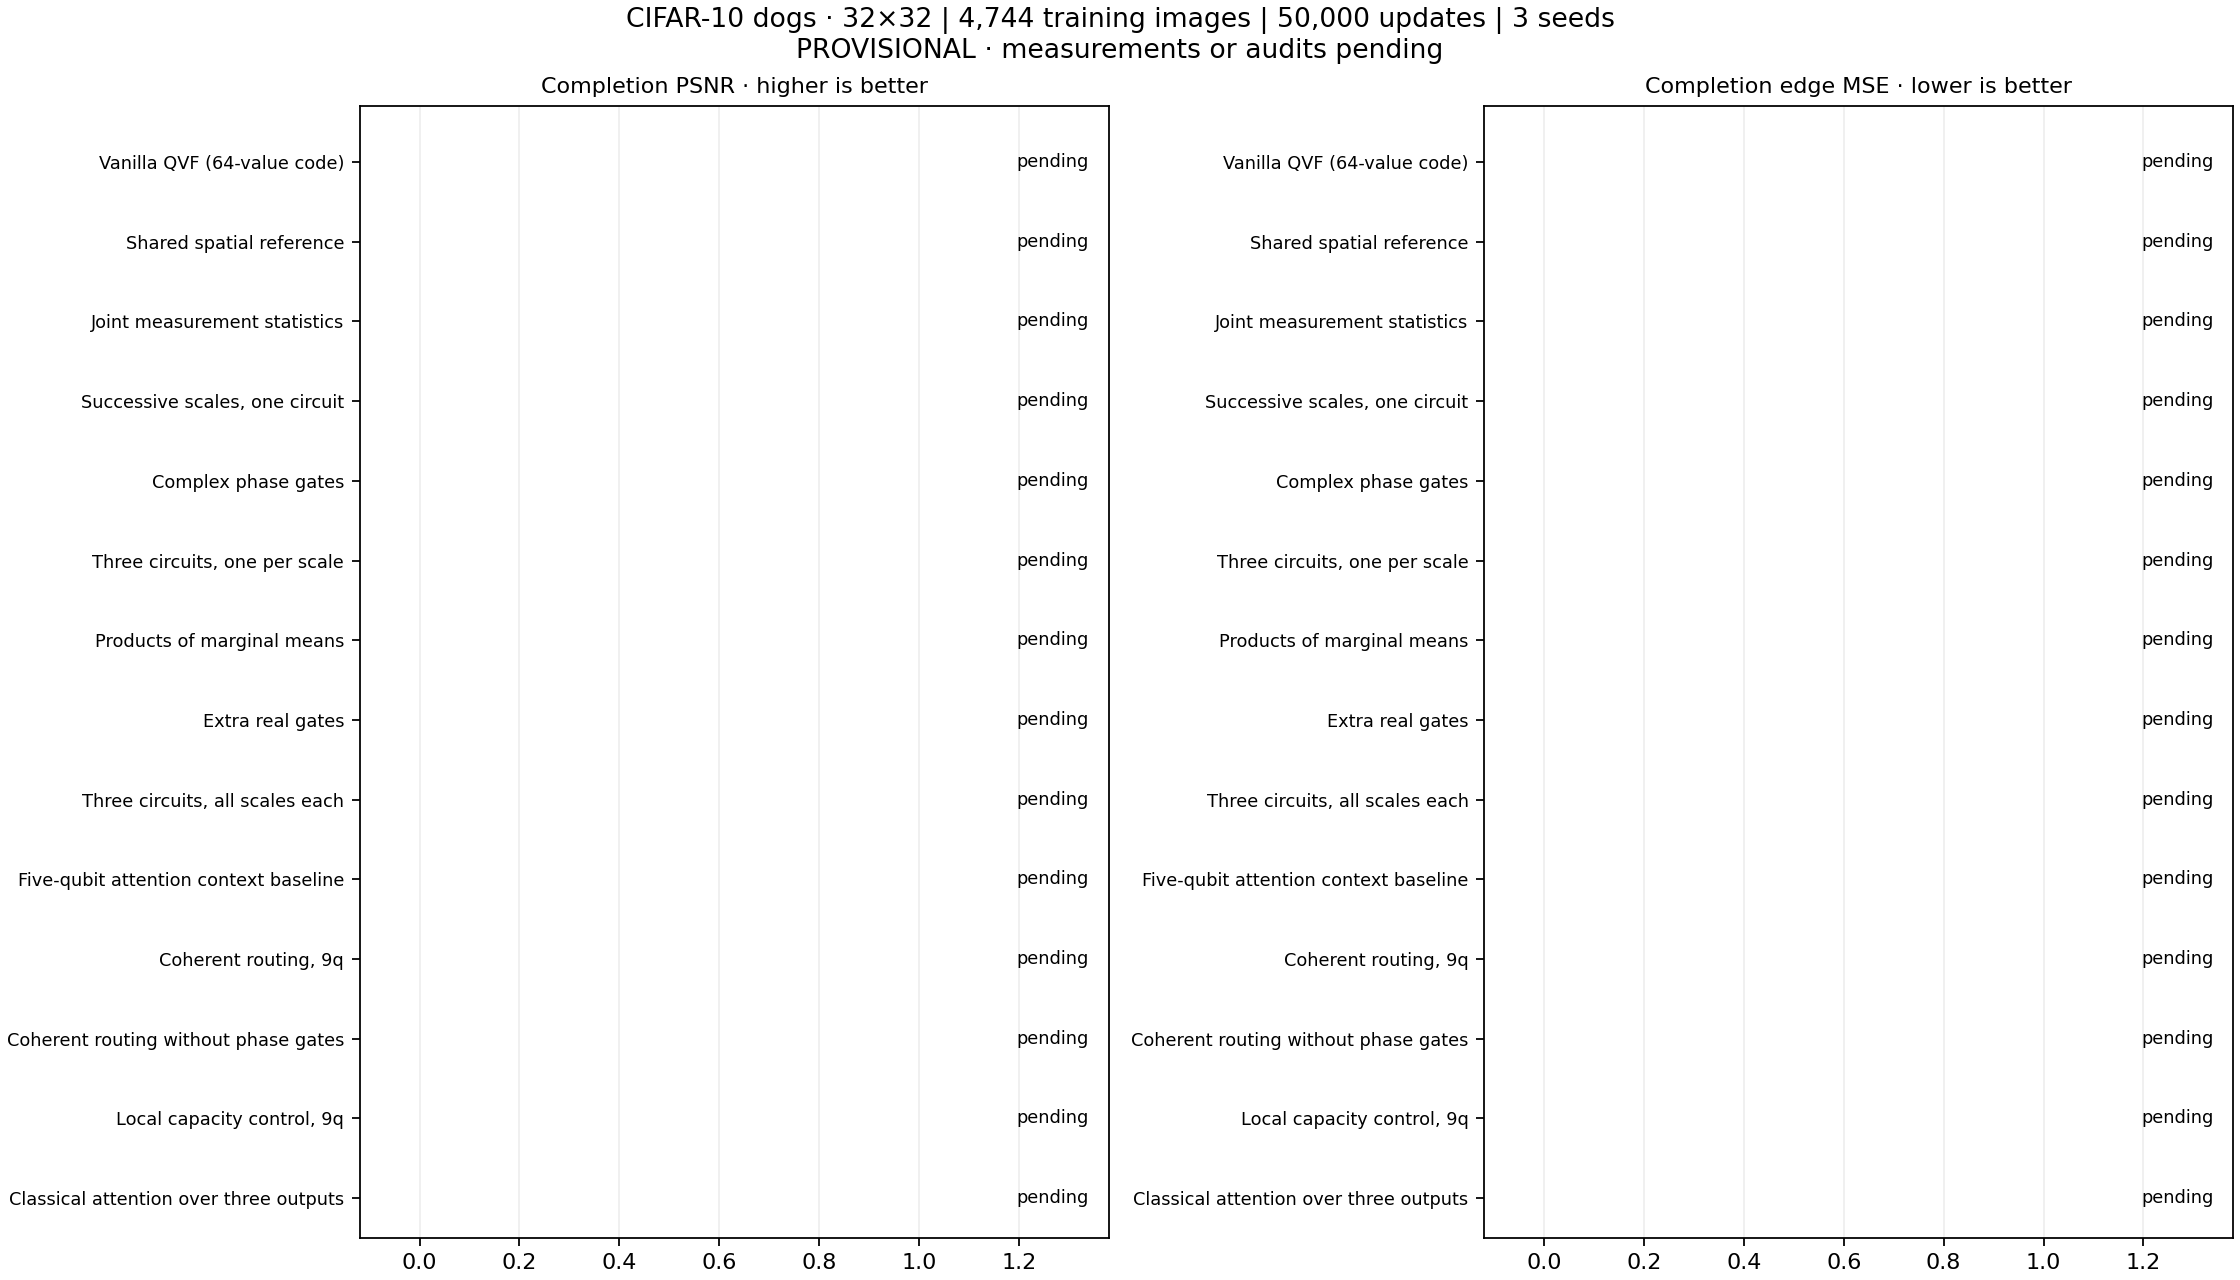 CIFAR-10 dogs · 32×32 | 4,744 training images | 50,000 updates | 3 seeds
PROVISIONAL · measurements or audits pending
Completion PSNR · higher is better
Vanilla QVF (64-value code) pending
Shared spatial reference pending
Joint measurement statistics pending
Successive scales, one circuit pending
Complex phase gates pending
Three circuits, one per scale pending
Products of marginal means pending
Extra real gates pending
Three circuits, all scales each pending
Five-qubit attention context baseline pending
Coherent routing, 9q pending
Coherent routing without phase gates pending
Local capacity control, 9q pending
Classical attention over three outputs pending
0.0 0.2 0.4 0.6 0.8 1.0 1.2
Completion edge MSE · lower is better
Vanilla QVF (64-value code) pending
Shared spatial reference pending
Joint measurement statistics pending
Successive scales, one circuit pending
Complex phase gates pending
Three circuits, one per scale pending
Products of marginal means pending
Extra real gates pending
Three circuits, all scales each pending
Five-qubit attention context baseline pending
Coherent routing, 9q pending
Coherent routing without phase gates pending
Local capacity control, 9q pending
Classical attention over three outputs pending
0.0 0.2 0.4 0.6 0.8 1.0 1.2